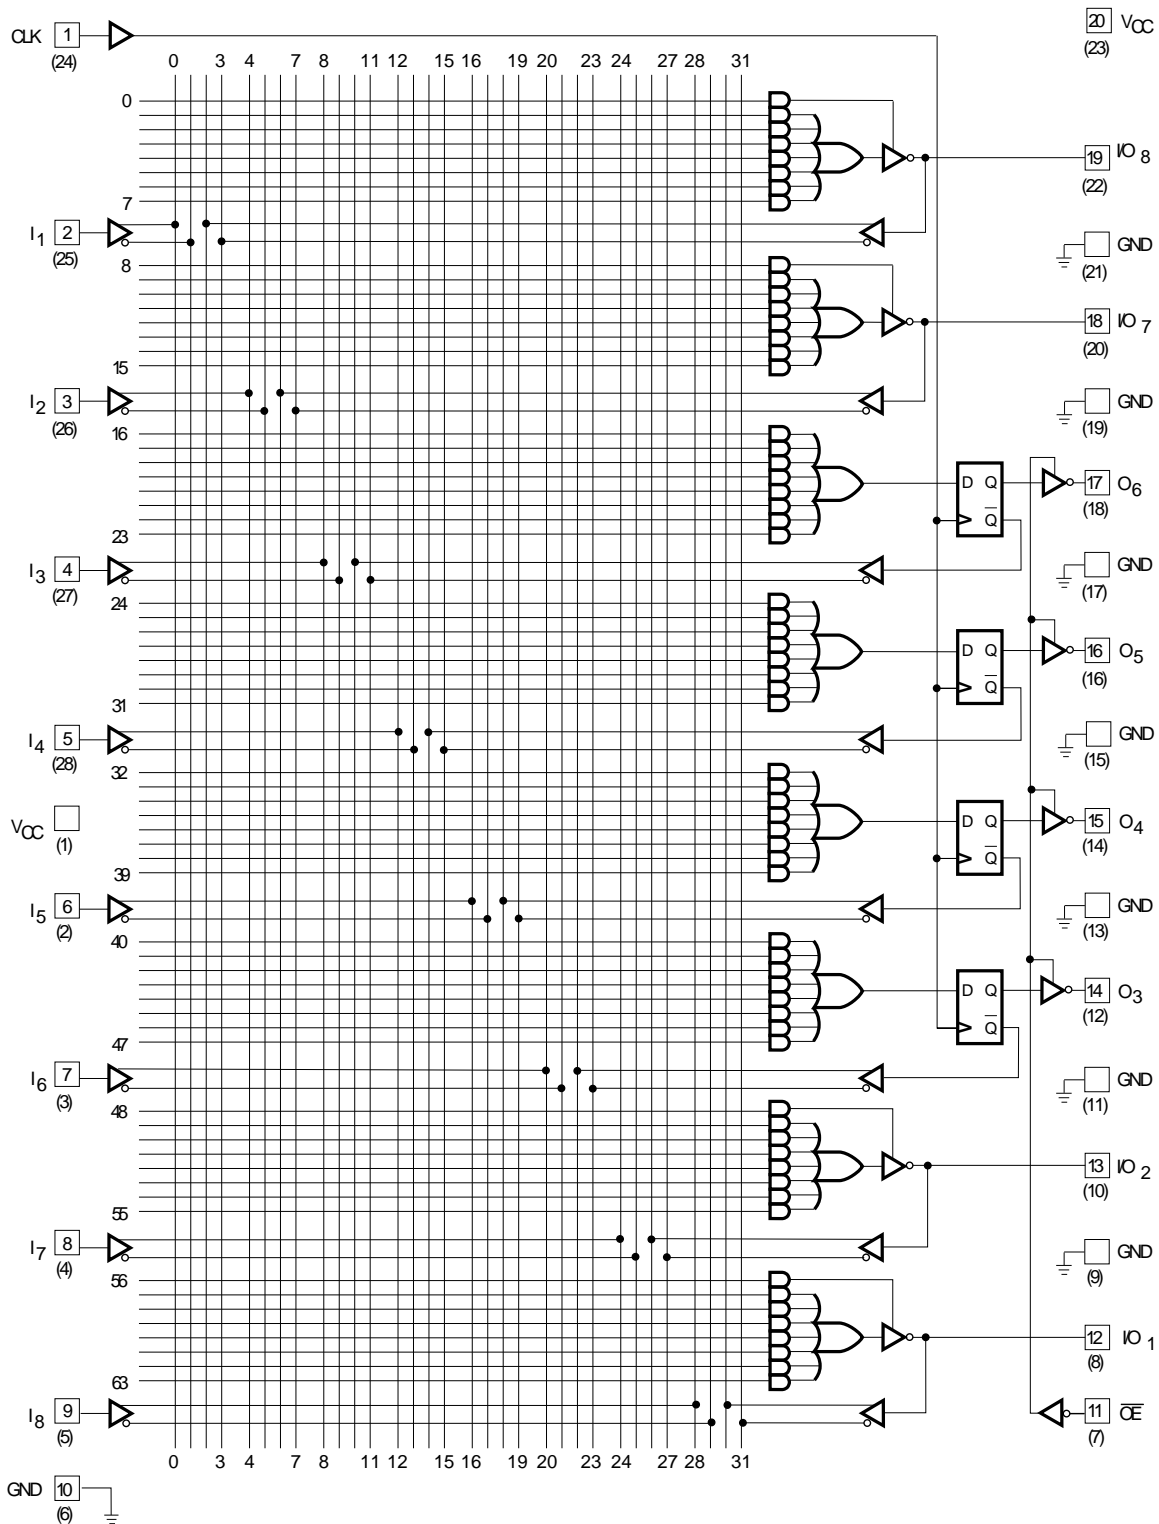 CLK 1 20 VCC
(24) (23)
0 3 4 7 8 11 12 15 16 19 20 23 24 27 28 31
0
19 I/O 8
(22)
7
I1 2
(25)
GND
(21)
8
18 I/O 7
(20)
15
I2 3
(26)
GND
(19)
16
D Q 17 O6
Q (18)
23
I3 4
(27)
GND
(17)
24
D Q 16 O5
Q (16)
31
I4 5
(28)
GND
(15)
32
VCC
(1)
D Q 15 O4
Q (14)
39
I5 6
(2)
GND
(13)
40
D Q 14 O3
Q (12)
47
I6 7
(3)
GND
(11)
48
13 I/O 2
(10)
55
I7 8
(4)
GND
(9)
56
12 I/O 1
(8)
63
I8 9
(5)
11 OE
(7)
0 3 4 7 8 11 12 15 16 19 20 23 24 27 28 31
GND 10
(6)